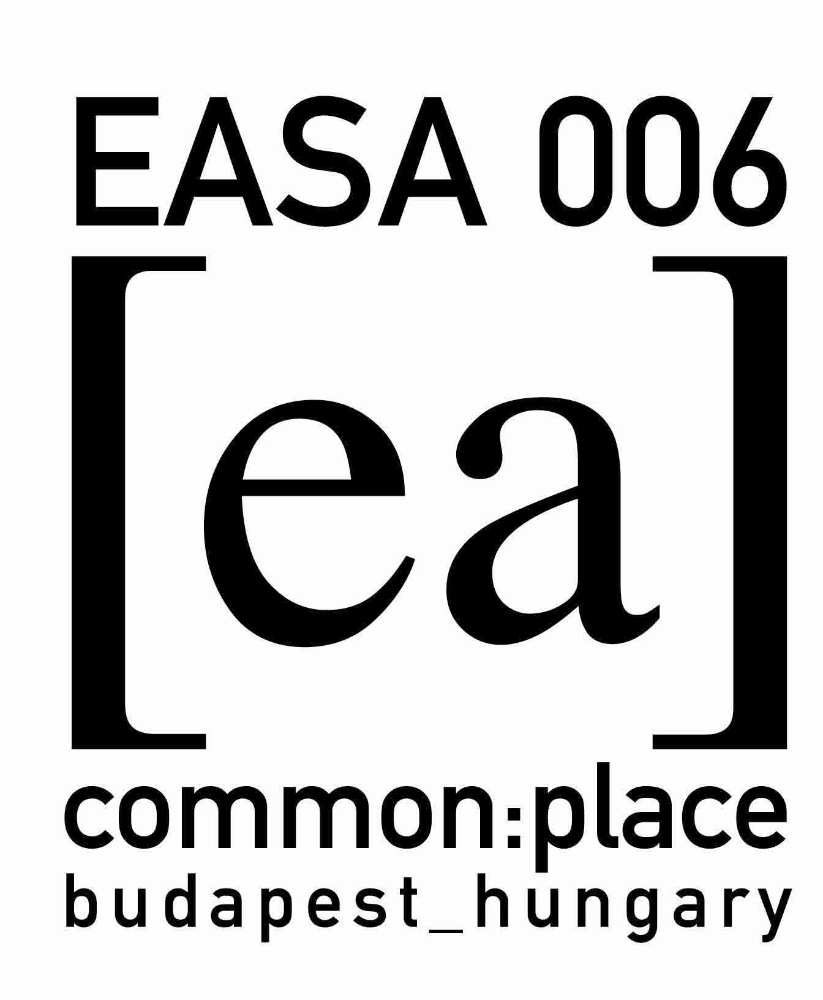 EASA 006
[ea]
common:place
budapest_hungary